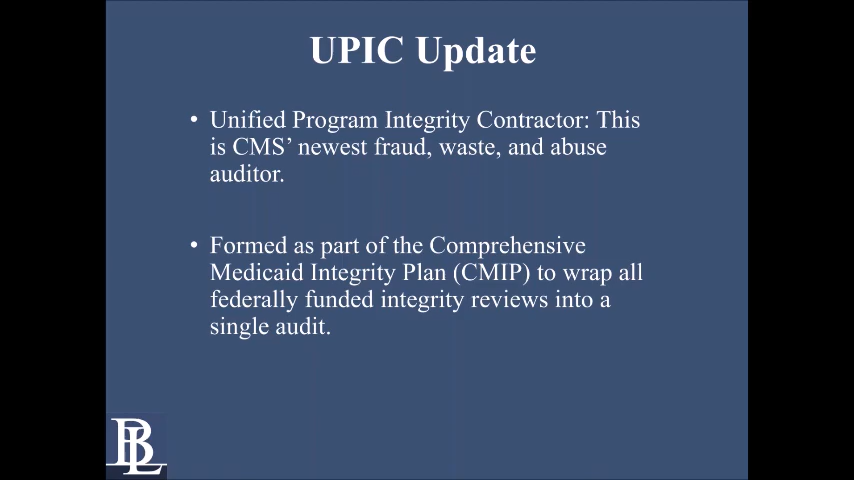 UPIC Update
• Unified Program Integrity Contractor: This
is CMS’ newest fraud, waste, and abuse
auditor.
• Formed as part of the Comprehensive
Medicaid Integrity Plan (CMIP) to wrap all
federally funded integrity reviews into a
single audit.
BL